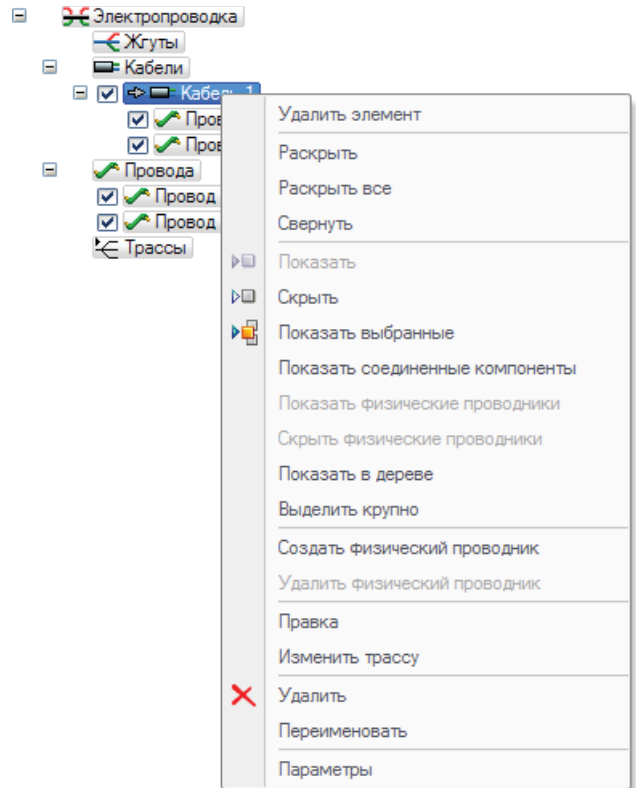 Электропроводка
Жгуты
Кабели
Кабель_1
Пров
Пров
Провода
Провод
Провод
Трассы
Удалить элемент
Раскрыть
Раскрыть все
Свернуть
Показать
Скрыть
Показать выбранные
Показать соединенные компоненты
Показать физические проводники
Скрыть физические проводники
Показать в дереве
Выделить крупно
Создать физический проводник
Удалить физический проводник
Правка
Изменить трассу
Удалить
Переименовать
Параметры